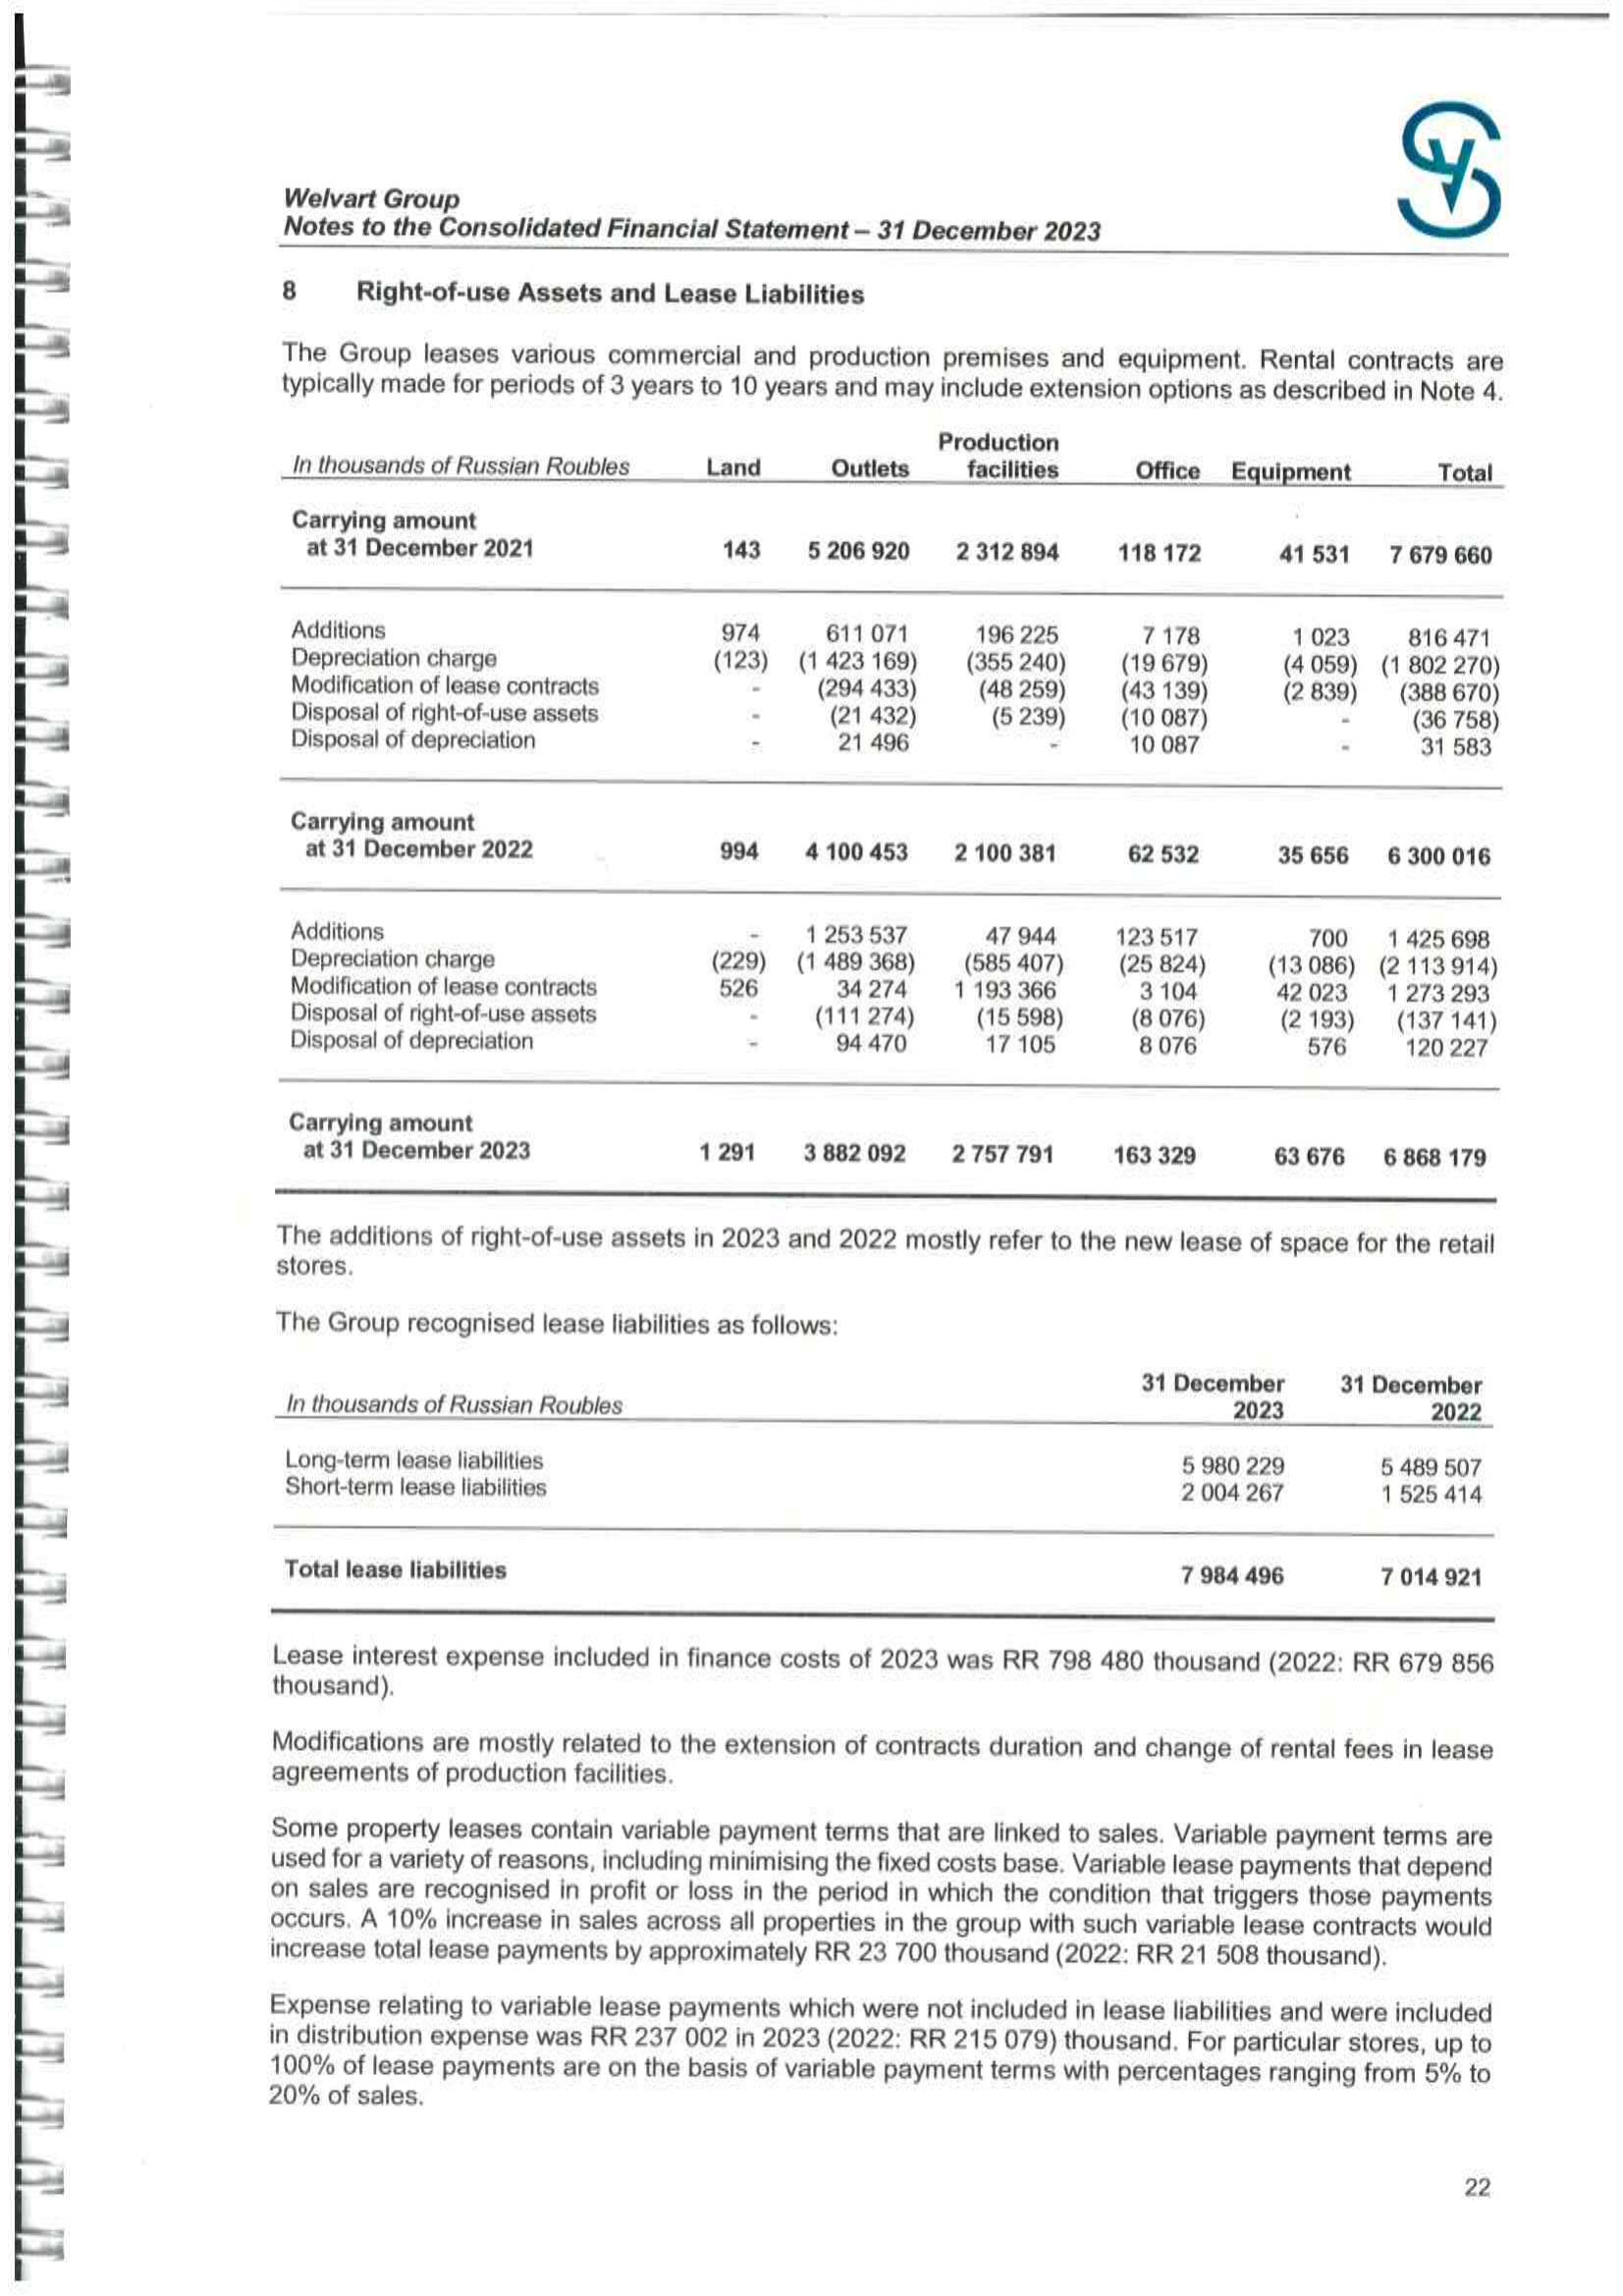 Welvart Group
Notes to the Consolidated Financial Statement – 31 December 2023
8 Right-of-use Assets and Lease Liabilities
The Group leases various commercial and production premises and equipment. Rental contracts are
typically made for periods of 3 years to 10 years and may include extension options as described in Note 4.
In thousands of Russian Roubles Land Outlets Production facilities Office Equipment Total
Carrying amount
at 31 December 2021 143 5 206 920 2 312 894 118 172 41 531 7 679 660
Additions 974 611 071 196 225 7 178 1 023 816 471
Depreciation charge (123) (1 423 169) (355 240) (19 679) (4 059) (1 802 270)
Modification of lease contracts - (294 433) (48 259) (43 139) (2 839) (388 670)
Disposal of right-of-use assets - (21 432) (5 239) (10 087) - (36 758)
Disposal of depreciation - 21 496 - 10 087 - 31 583
Carrying amount
at 31 December 2022 994 4 100 453 2 100 381 62 532 35 656 6 300 016
Additions - 1 253 537 47 944 123 517 700 1 425 698
Depreciation charge (229) (1 489 368) (585 407) (25 824) (13 086) (2 113 914)
Modification of lease contracts 526 34 274 1 193 366 3 104 42 023 1 273 293
Disposal of right-of-use assets - (111 274) (15 598) (8 076) (2 193) (137 141)
Disposal of depreciation - 94 470 17 105 8 076 576 120 227
Carrying amount
at 31 December 2023 1 291 3 882 092 2 757 791 163 329 63 676 6 868 179
The additions of right-of-use assets in 2023 and 2022 mostly refer to the new lease of space for the retail
stores.
The Group recognised lease liabilities as follows:
In thousands of Russian Roubles 31 December 2023 31 December 2022
Long-term lease liabilities 5 980 229 5 489 507
Short-term lease liabilities 2 004 267 1 525 414
Total lease liabilities 7 984 496 7 014 921
Lease interest expense included in finance costs of 2023 was RR 798 480 thousand (2022: RR 679 856
thousand).
Modifications are mostly related to the extension of contracts duration and change of rental fees in lease
agreements of production facilities.
Some property leases contain variable payment terms that are linked to sales. Variable payment terms are
used for a variety of reasons, including minimising the fixed costs base. Variable lease payments that depend
on sales are recognised in profit or loss in the period in which the condition that triggers those payments
occurs. A 10% increase in sales across all properties in the group with such variable lease contracts would
increase total lease payments by approximately RR 23 700 thousand (2022: RR 21 508 thousand).
Expense relating to variable lease payments which were not included in lease liabilities and were included
in distribution expense was RR 237 002 in 2023 (2022: RR 215 079) thousand. For particular stores, up to
100% of lease payments are on the basis of variable payment terms with percentages ranging from 5% to
20% of sales.
22